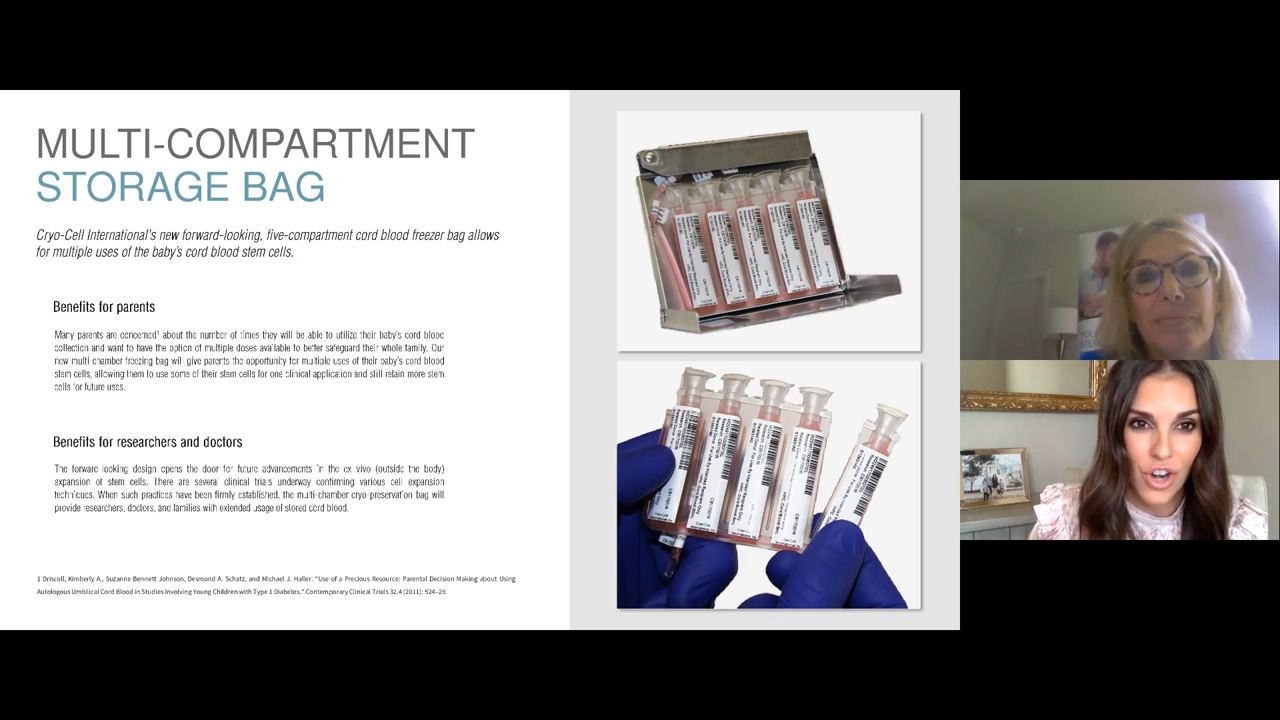 MULTI-COMPARTMENT
STORAGE BAG
Cryo-Cell International's new forward-looking, five-compartment cord blood freezer bag allows
for multiple uses of the baby's cord blood stem cells.
Benefits for parents
Many parents are concerned¹ about the number of times they will be able to utilize their baby's cord blood
collection and want to have the option of multiple doses available to better safeguard their whole family. Our
new multi chamber freezing bag will give parents the opportunity for multiple uses of their baby's cord blood
stem cells, allowing them to use some of their stem cells for one clinical application and still retain more stem
cells for future uses.
Benefits for researchers and doctors
The forward looking design opens the door for future advancements in the ex vivo (outside the body)
expansion of stem cells. There are several clinical trials underway confirming various cell expansion
techniques. When such practices have been firmly established, the multi-chamber cryo-preservation bag will
provide researchers, doctors, and families with extended usage of stored cord blood.
1 Driscoll, Kimberly A., Suzanne Bennett Johnson, Desmond A. Schatz, and Michael J. Haller. "Use of a Precious Resource: Parental Decision Making about Using
Autologous Umbilical Cord Blood in Studies Involving Young Children with Type 1 Diabetes." Contemporary Clinical Trials 32.4 (2011): 524–29.